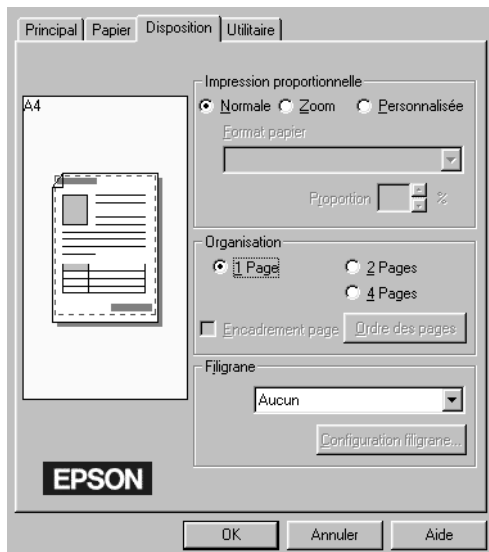 Principal Papier Disposition Utilitaire
A4
Impression proportionnelle
Normale Zoom Personnalisée
Format papier
Proportion %
Organisation
1 Page 2 Pages
4 Pages
Encadrement page Ordre des pages
Filigrane
Aucun
Configuration filigrane...
EPSON
OK Annuler Aide